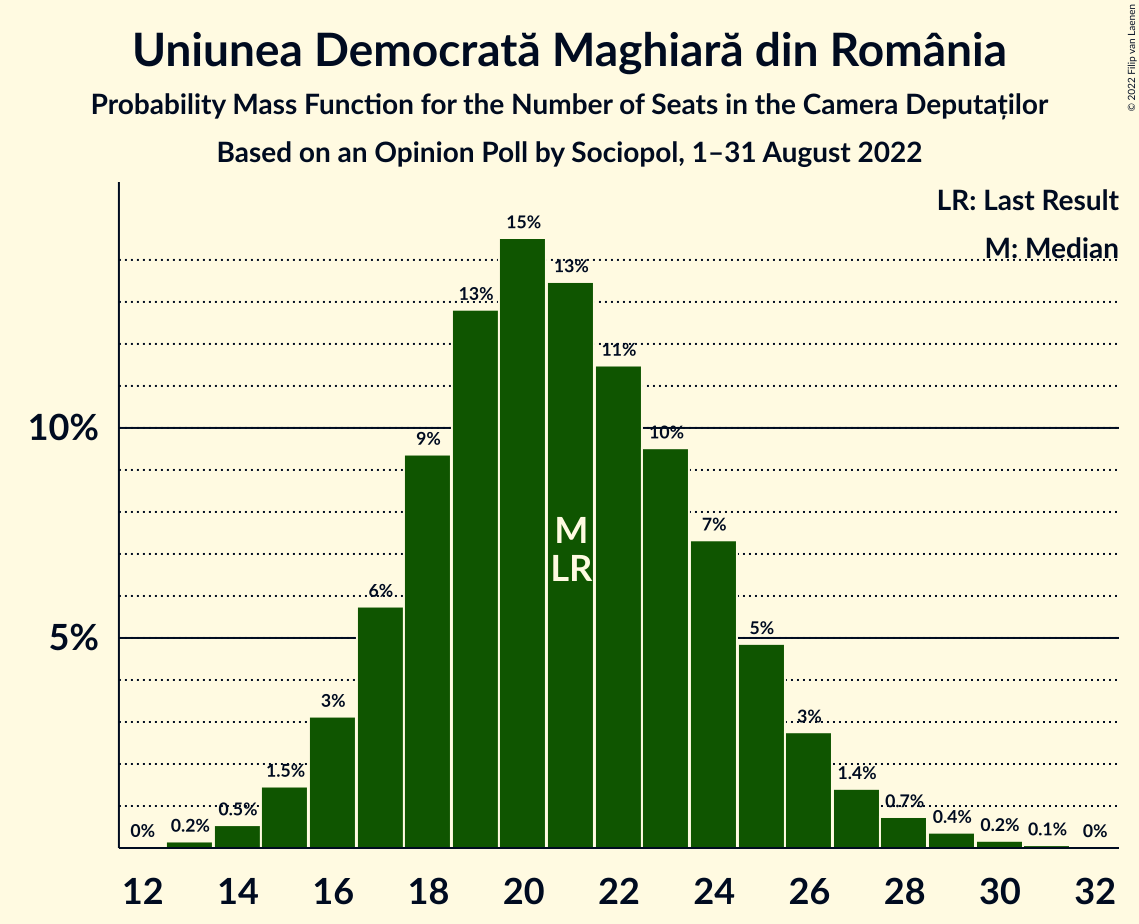 Uniunea Democrată Maghiară din România
Probability Mass Function for the Number of Seats in the Camera Deputaților
Based on an Opinion Poll by Sociopol, 1–31 August 2022
© 2022 Filip van Laenen
LR: Last Result
M: Median
10%
5%
0%
0.2%
0.5%
1.5%
3%
6%
9%
13%
15%
13%
11%
10%
7%
5%
3%
1.4%
0.7%
0.4%
0.2%
0.1%
0%
M
LR
12 14 16 18 20 22 24 26 28 30 32